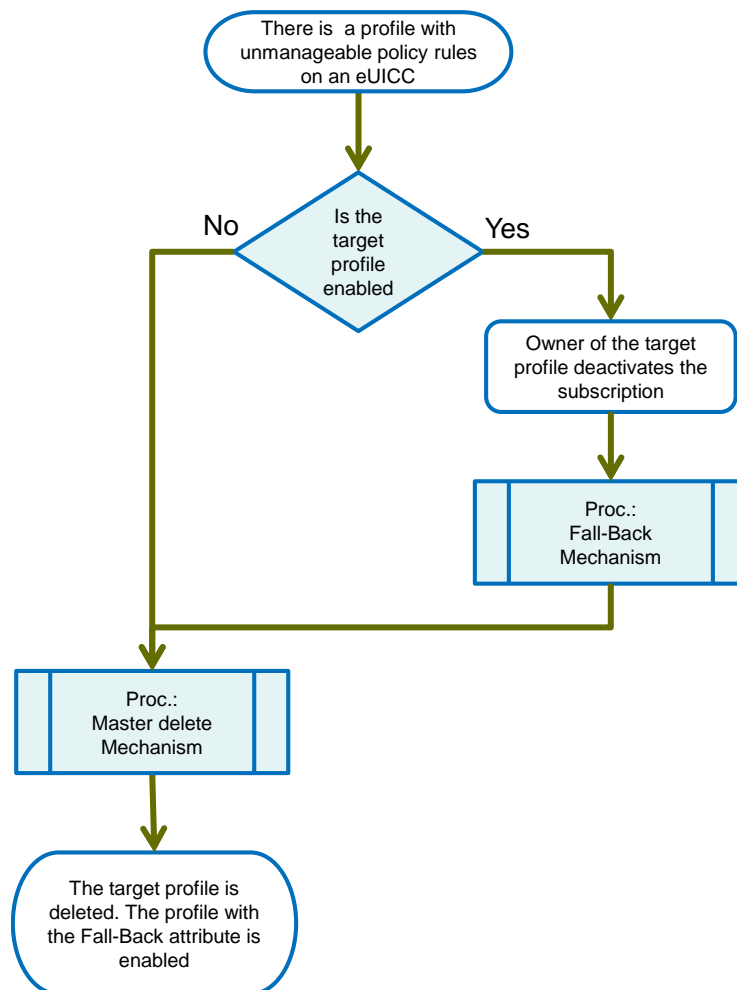 There is a profile with
unmanageable policy rules
on an eUICC
No
Is the
target
profile
enabled
Yes
Owner of the target
profile deactivates the
subscription
Proc.:
Fall-Back
Mechanism
Proc.:
Master delete
Mechanism
The target profile is
deleted. The profile with
the Fall-Back attribute is
enabled